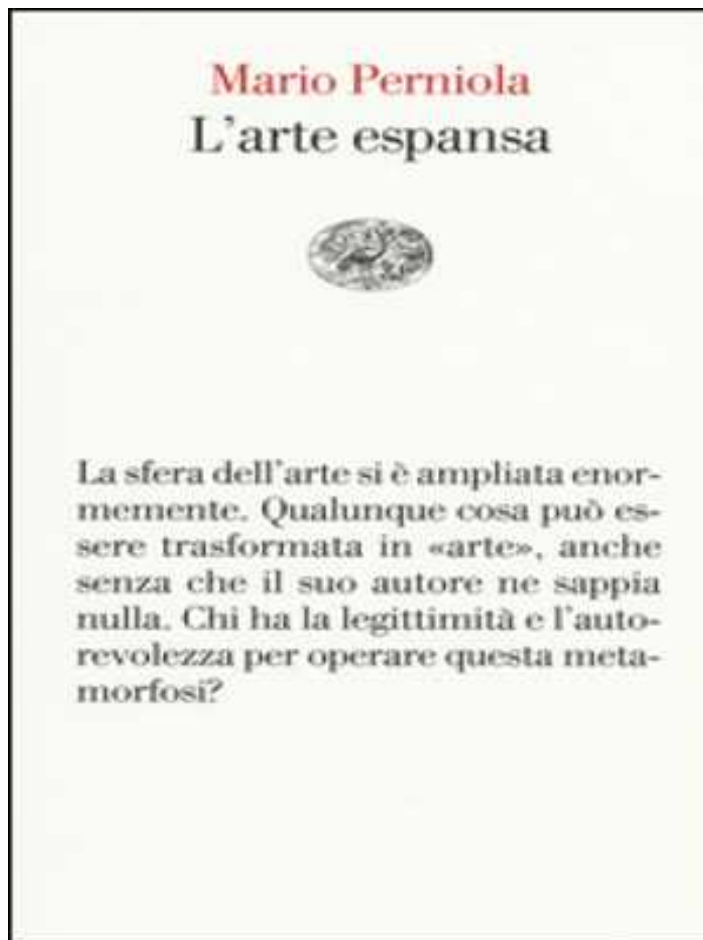 Mario Perniola
L'arte espansa
La sfera dell'arte si è ampliata enor-
memente. Qualunque cosa può es-
sere trasformata in «arte», anche
senza che il suo autore ne sappia
nulla. Chi ha la legittimità e l'auto-
revolezza per operare questa meta-
morfosi?